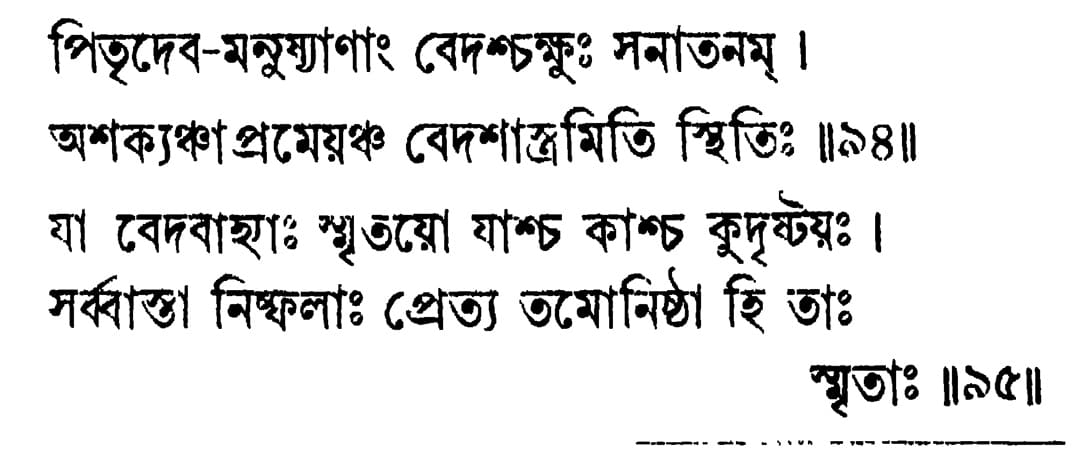 পিতৃদেব-মনুষ্যাণাং বেদশ্চক্ষুঃ সনাতনম্ ।
অশক্যঞ্চাপ্রমেয়ঞ্চ বেদশাস্ত্রমিতি স্থিতিঃ ॥৯৪॥
যা বেদবাহ্যাঃ স্মৃতয়ো যাশ্চ কাশ্চ কুদৃষ্টয়ঃ ।
সর্ব্বাস্তা নিষ্ফলাঃ প্রেত্য তমোনিষ্ঠা হি তাঃ
স্মৃতাঃ ॥৯৫॥